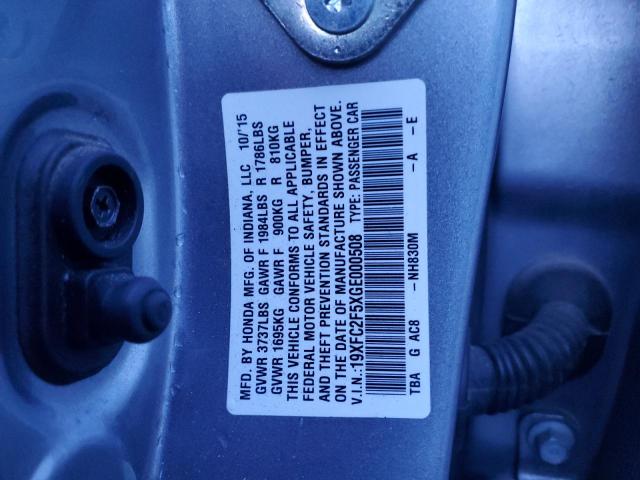 MFD. BY HONDA MFG. OF INDIANA, LLC 10/'15
GVWR 3737LBS GAWR F 1984LBS R 1786LBS
GVWR 1695KG GAWR F 900KG R 810KG
THIS VEHICLE CONFORMS TO ALL APPLICABLE
FEDERAL MOTOR VEHICLE SAFETY, BUMPER,
AND THEFT PREVENTION STANDARDS IN EFFECT
ON THE DATE OF MANUFACTURE SHOWN ABOVE.
V.I.N.:19XFC2F5XGE000508 TYPE: PASSENGER CAR
TBA G AC8 -NH830M -A -E